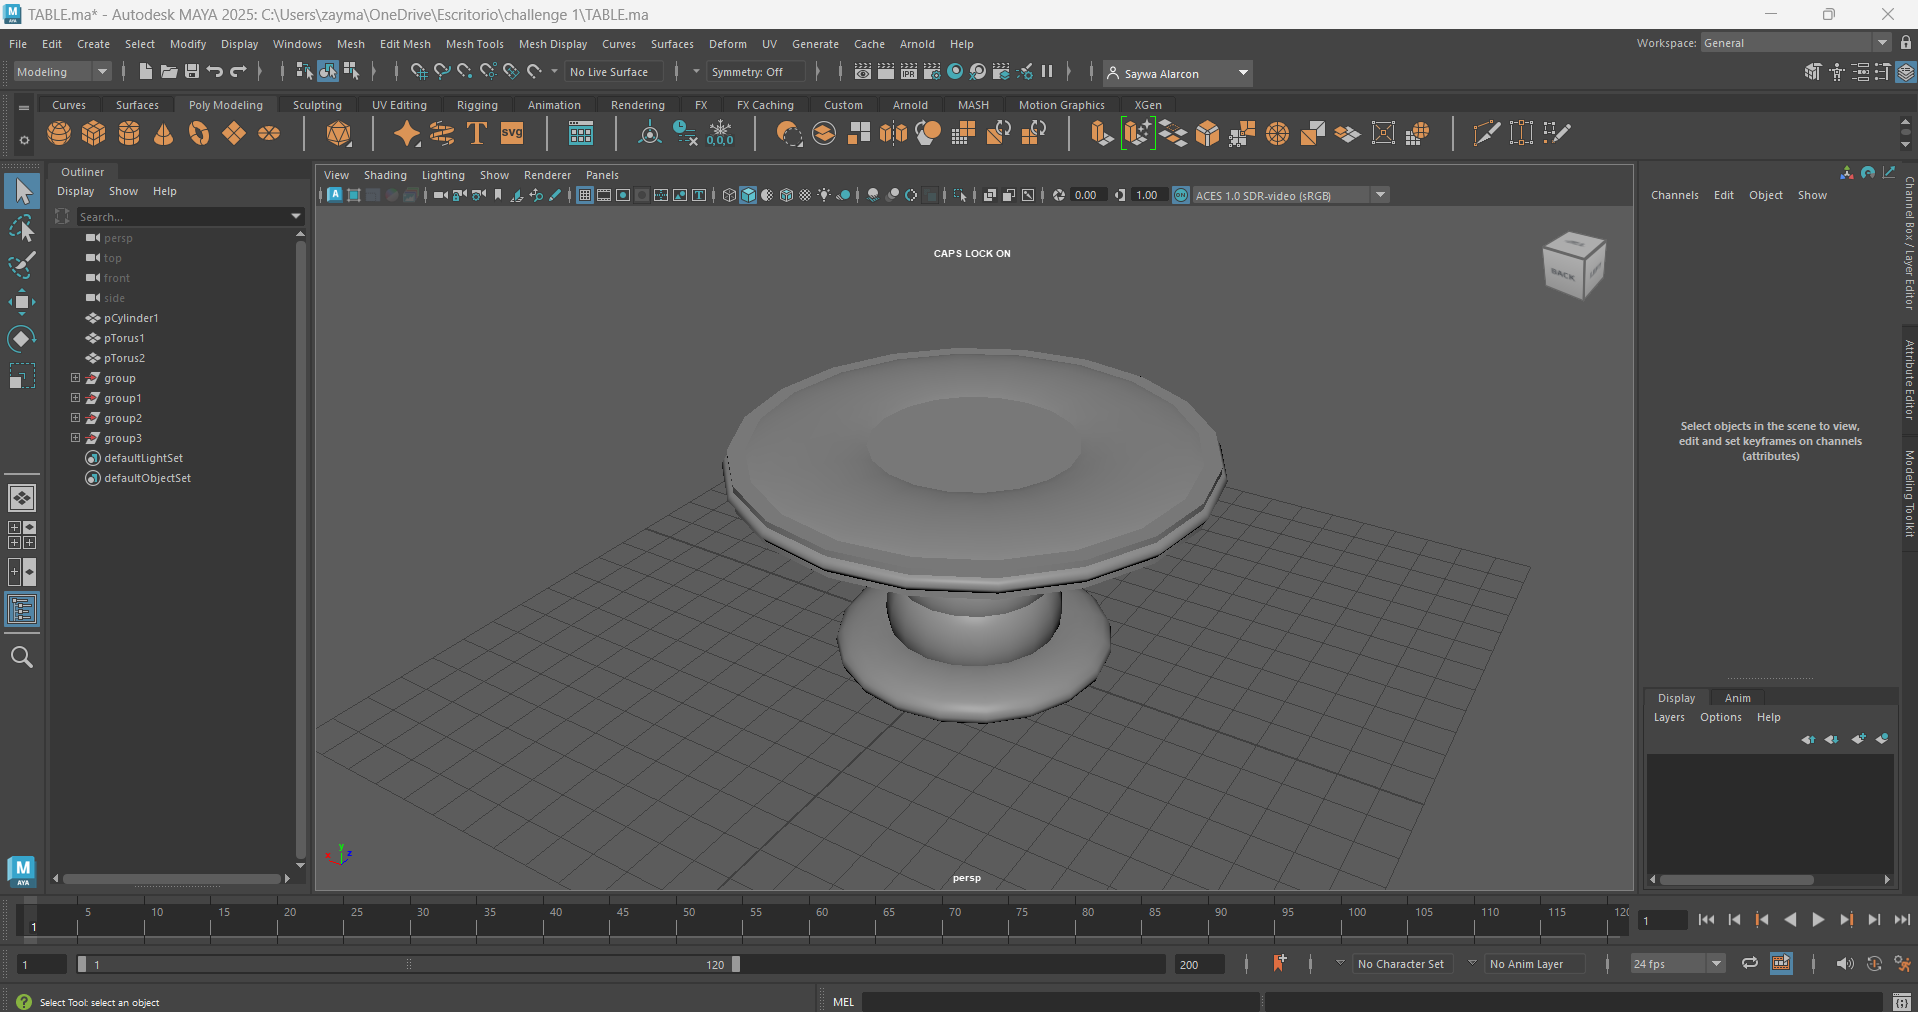 TABLE.ma* - Autodesk MAYA 2025: C:\Users\zayma\OneDrive\Escritorio\challenge 1\TABLE.ma
File Edit Create Select Modify Display Windows Mesh Edit Mesh Mesh Tools Mesh Display Curves Surfaces Deform UV Generate Cache Arnold Help
Workspace: General
Modeling
No Live Surface
Symmetry: Off
IPR
Saywa Alarcon
Curves Surfaces Poly Modeling Sculpting UV Editing Rigging Animation Rendering FX FX Caching Custom Arnold MASH Motion Graphics XGen
T SVG 0,0,0
Outliner
Display Show Help
Search...
persp
top
front
side
pCylinder1
pTorus1
pTorus2
group
group1
group2
group3
defaultLightSet
defaultObjectSet
View Shading Lighting Show Renderer Panels
0.00 1.00 ON ACES 1.0 SDR-video (sRGB)
CAPS LOCK ON
BACK
y
z
persp
Channels Edit Object Show
Select objects in the scene to view,
edit and set keyframes on channels
(attributes)
Channel Box / Layer Editor
Attribute Editor
Modeling Toolkit
Display Anim
Layers Options Help
M
AYA
5 10 15 20 25 30 35 40 45 50 55 60 65 70 75 80 85 90 95 100 105 110 115 120
1
1
1 1 120 200
No Character Set
No Anim Layer
24 fps
Select Tool: select an object
MEL